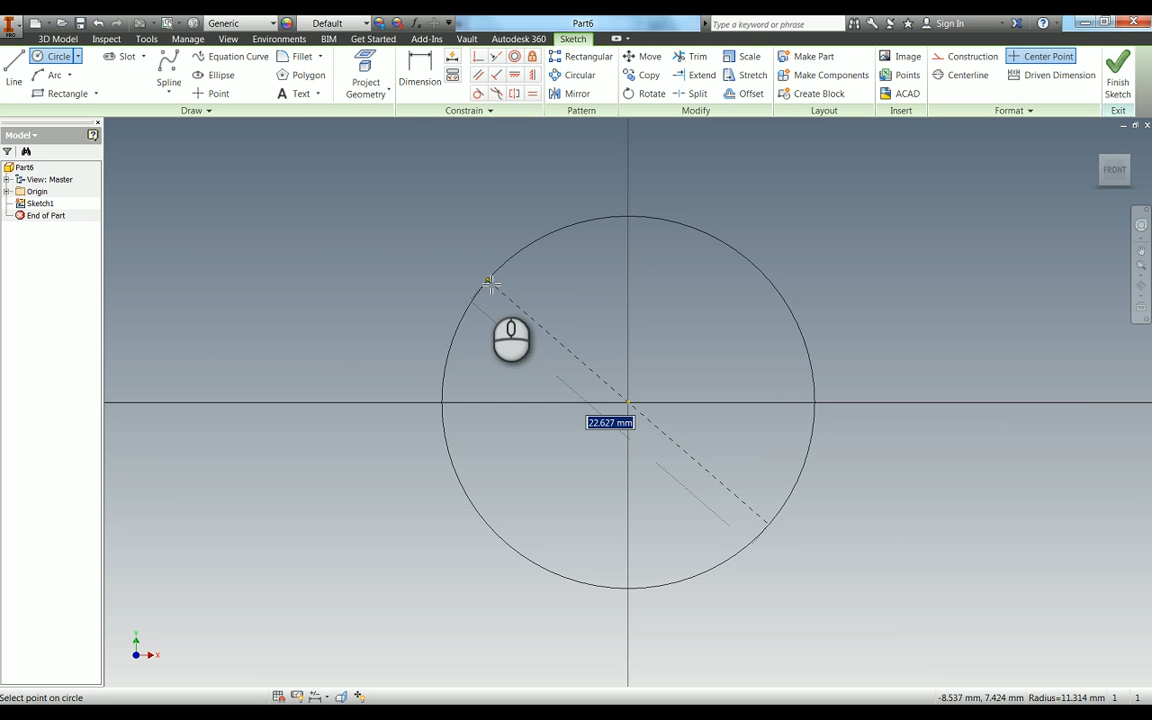 Generic
Default
Part6
Type a keyword or phrase
Sign In
PRO
3D Model
Inspect
Tools
Manage
View
Environments
BIM
Get Started
Add-Ins
Vault
Autodesk 360
Sketch
Line
Circle
Arc
Rectangle
Slot
Spline
Equation Curve
Ellipse
Point
Fillet
Polygon
Text
Project
Geometry
Dimension
Rectangular
Circular
Mirror
Move
Copy
Rotate
Trim
Extend
Split
Scale
Stretch
Offset
Make Part
Make Components
Create Block
Image
Points
ACAD
Construction
Centerline
Center Point
Driven Dimension
Finish
Sketch
Draw
Constrain
Pattern
Modify
Layout
Insert
Format
Exit
Model
Part6
View: Master
Origin
Sketch1
End of Part
FRONT
22.627 mm
Y
X
Select point on circle
-8.537 mm, 7.424 mm Radius=11.314 mm 1 1